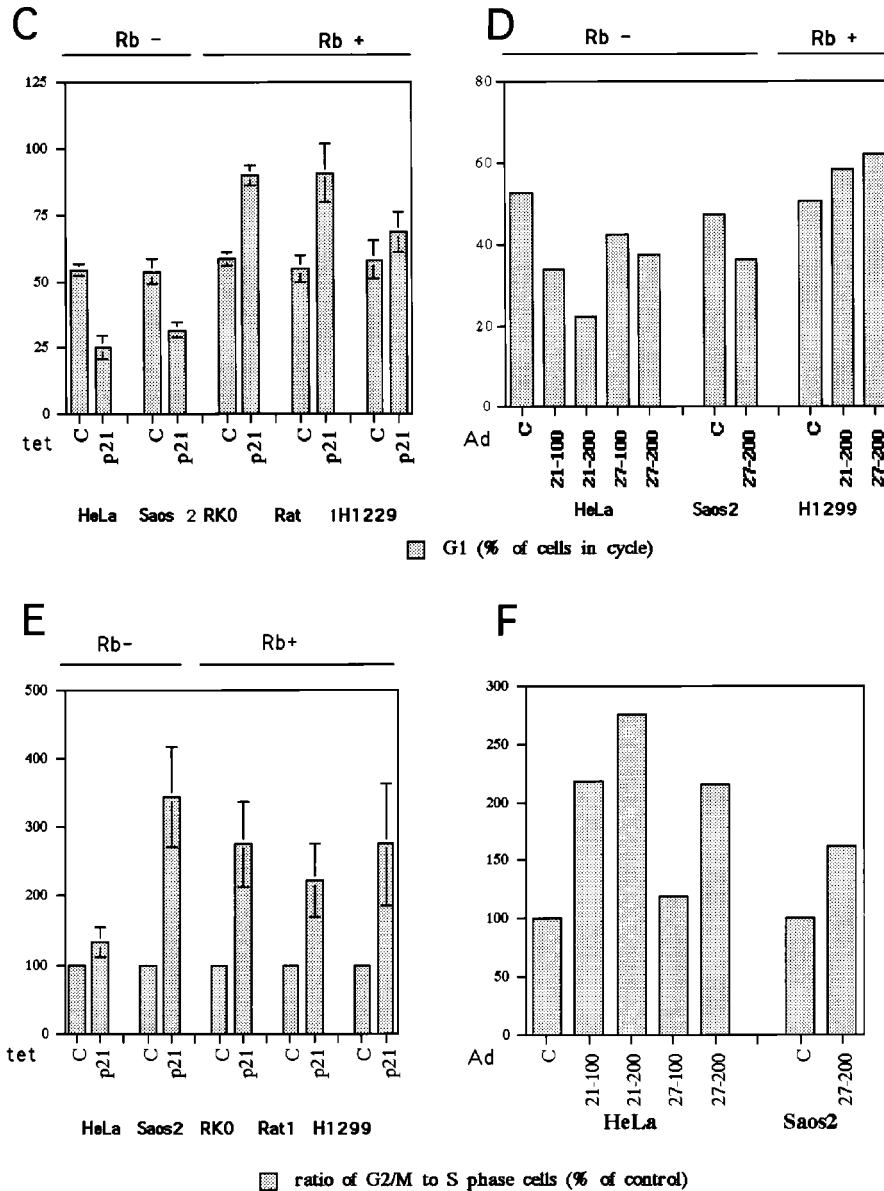 C
Rb -
Rb +
125
100
75
50
25
0
tet
C
p21
C
p21
C
p21
C
p21
C
p21
HeLa Saos 2 RKO Rat 1H1229
D
Rb -
Rb +
80
60
40
20
0
Ad
C
21-100
21-200
27-100
27-200
C
27-200
C
21-200
27-200
HeLa Saos2 H1299
G1 (% of cells in cycle)
E
Rb-
Rb+
500
400
300
200
100
0
tet
C
p21
C
p21
C
p21
C
p21
C
p21
HeLa Saos2 RKO Rat1 H1299
F
300
250
200
150
100
50
0
Ad
C
21-100
21-200
27-100
27-200
C
27-200
HeLa Saos2
ratio of G2/M to S phase cells (% of control)